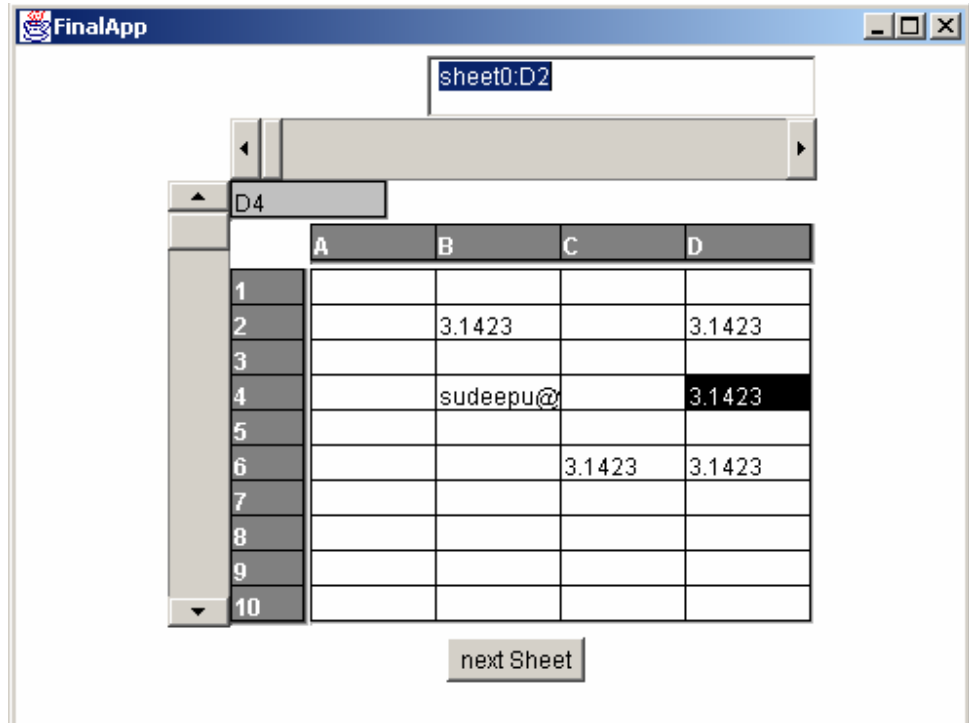 FinalApp
sheet0:D2
D4
A B C D
1
2 3.1423 3.1423
3
4 sudeepu@ 3.1423
5
6 3.1423 3.1423
7
8
9
10
next Sheet